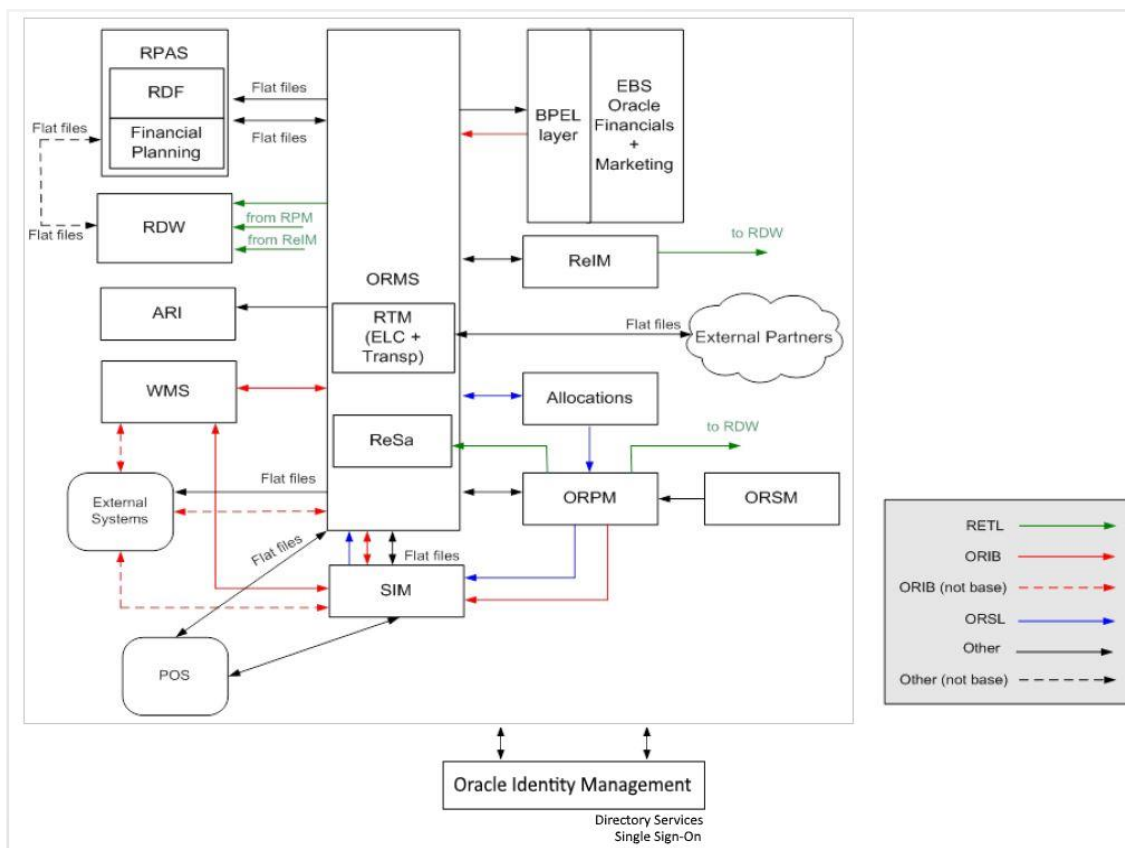 RPAS
RDF
Financial
Planning
Flat files
Flat files
Flat files
Flat files
RDW
from RPM
from ReIM
ARI
WMS
External
Systems
Flat files
Flat files
POS
ORMS
RTM
(ELC +
Transp)
ReSa
Flat files
SIM
BPEL
layer
EBS
Oracle
Financials
+
Marketing
to RDW
ReIM
Flat files
External Partners
Allocations
to RDW
ORPM
ORSM
RETL
ORIB
ORIB (not base)
ORSL
Other
Other (not base)
Oracle Identity Management
Directory Services
Single Sign-On